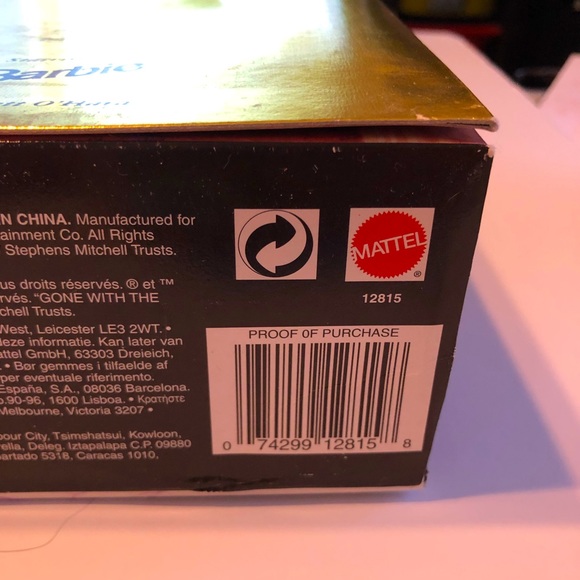 Barbie
O'Hara
IN CHINA. Manufactured for
ainment Co. All Rights
Stephens Mitchell Trusts.
us droits réservés. ® et ™
rvés. "GONE WITH THE
chell Trusts.
West, Leicester LE3 2WT. •
deze informatie. Kan later van
attel GmbH, 63303 Dreieich,
• Bør gemmes i tilfælde af
per eventuale riferimento.
España, S.A., 08036 Barcelona.
o.90-96, 1600 Lisboa. • Κρατήστε
Melbourne, Victoria 3207 •
our City, Tsimshatsui, Kowloon,
rella, Deleg. Iztapalapa C.P. 09880
partado 5318, Caracas 1010,
MATTEL
®
12815
PROOF OF PURCHASE
0 74299 12815 8